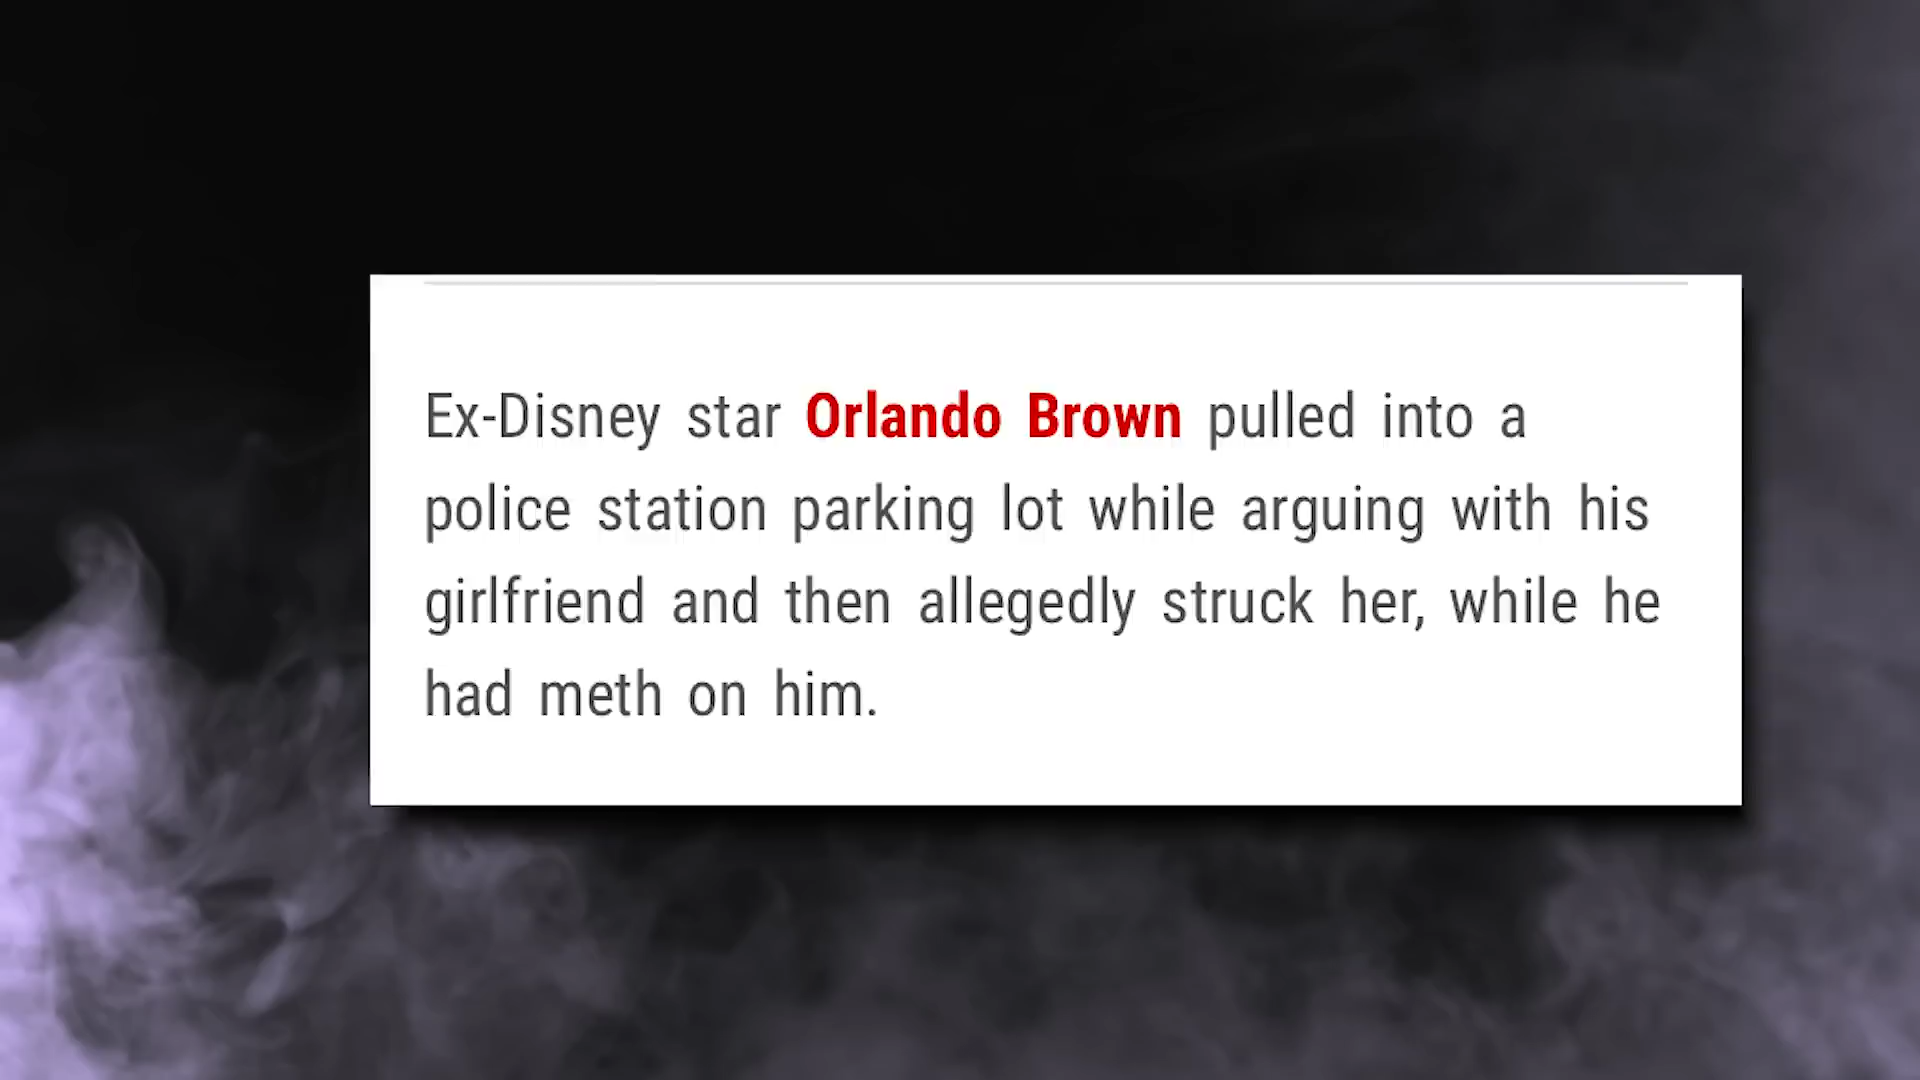 Ex-Disney star Orlando Brown pulled into a
police station parking lot while arguing with his
girlfriend and then allegedly struck her, while he
had meth on him.